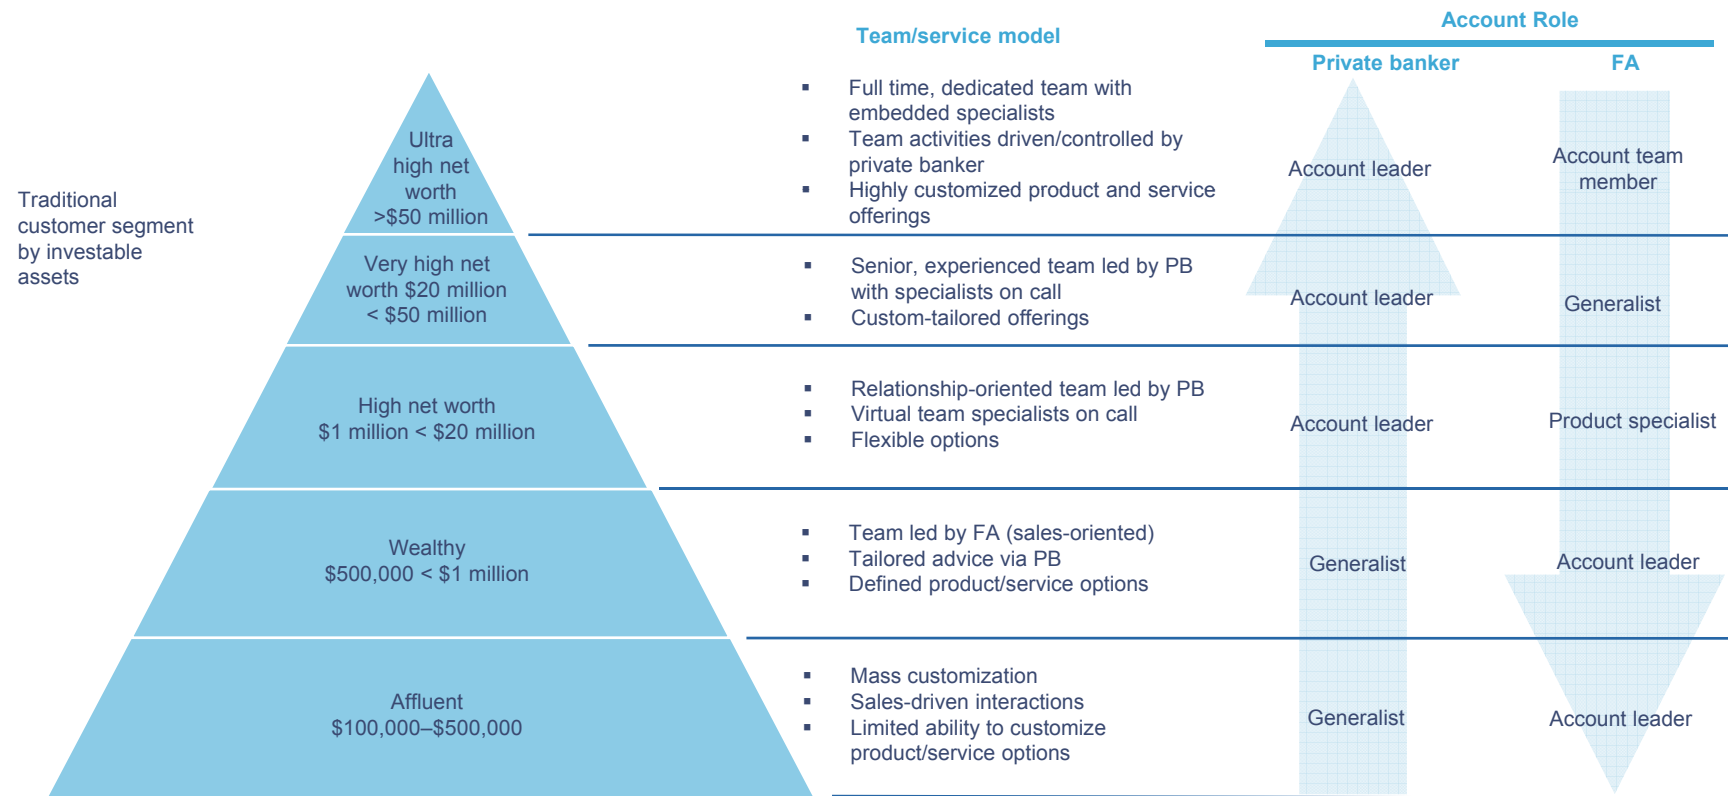 Account Role
Team/service model
Private banker
FA
Traditional
customer segment
by investable
assets
Ultra
high net
worth
>$50 million
▪ Full time, dedicated team with
embedded specialists
▪ Team activities driven/controlled by
private banker
▪ Highly customized product and service
offerings
Account leader
Account team
member
Very high net
worth $20 million
< $50 million
▪ Senior, experienced team led by PB
with specialists on call
▪ Custom-tailored offerings
Account leader
Generalist
High net worth
$1 million < $20 million
▪ Relationship-oriented team led by PB
▪ Virtual team specialists on call
▪ Flexible options
Account leader
Product specialist
Wealthy
$500,000 < $1 million
▪ Team led by FA (sales-oriented)
▪ Tailored advice via PB
▪ Defined product/service options
Generalist
Account leader
Affluent
$100,000–$500,000
▪ Mass customization
▪ Sales-driven interactions
▪ Limited ability to customize
product/service options
Generalist
Account leader